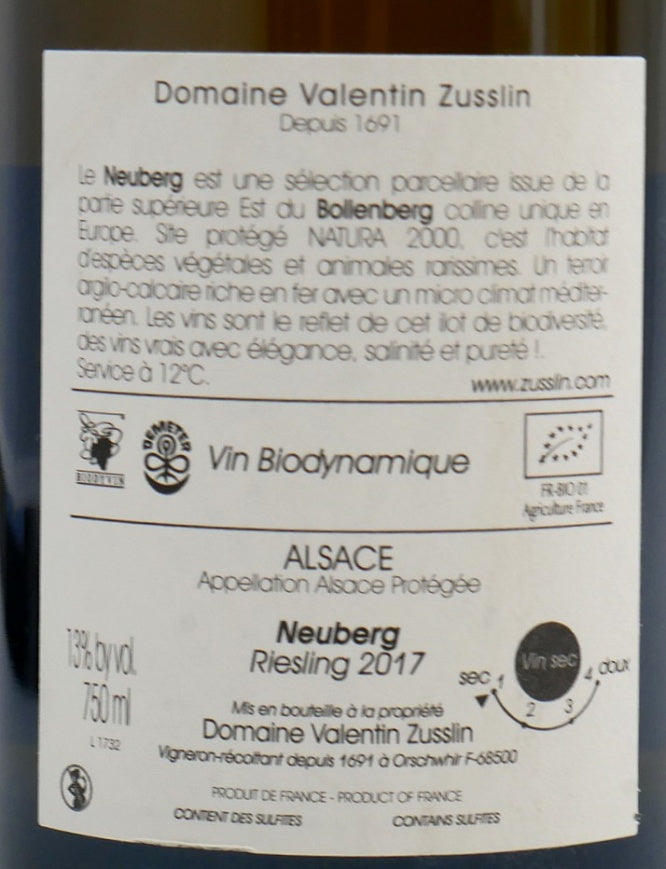 Domaine Valentin Zusslin
Depuis 1691
Le Neuberg est une sélection parcellaire issue de la
partie supérieure Est du Bollenberg colline unique en
Europe. Site protégé NATURA 2000, c'est l'habitat
d'espèces végétales et animales rarissimes. Un terroir
argilo-calcaire riche en fer avec un micro climat méditer-
ranéen. Les vins sont le reflet de cet ilot de biodiversité,
des vins vrais avec élégance, salinité et pureté !.
Service à 12°C.
www.zusslin.com
BIODYVIN
DEMETER
Vin Biodynamique
FR-BIO 01
Agriculture France
ALSACE
Appellation Alsace Protégée
13% by vol.
750 ml
L 1732
Neuberg
Riesling 2017
sec 1 2 3 4 doux
Vin sec
Mis en bouteille à la propriété
Domaine Valentin Zusslin
Vigneron-récoltant depuis 1691 à Orschwhir F-68500
PRODUIT DE FRANCE - PRODUCT OF FRANCE
CONTIENT DES SULFITES
CONTAINS SULFITES